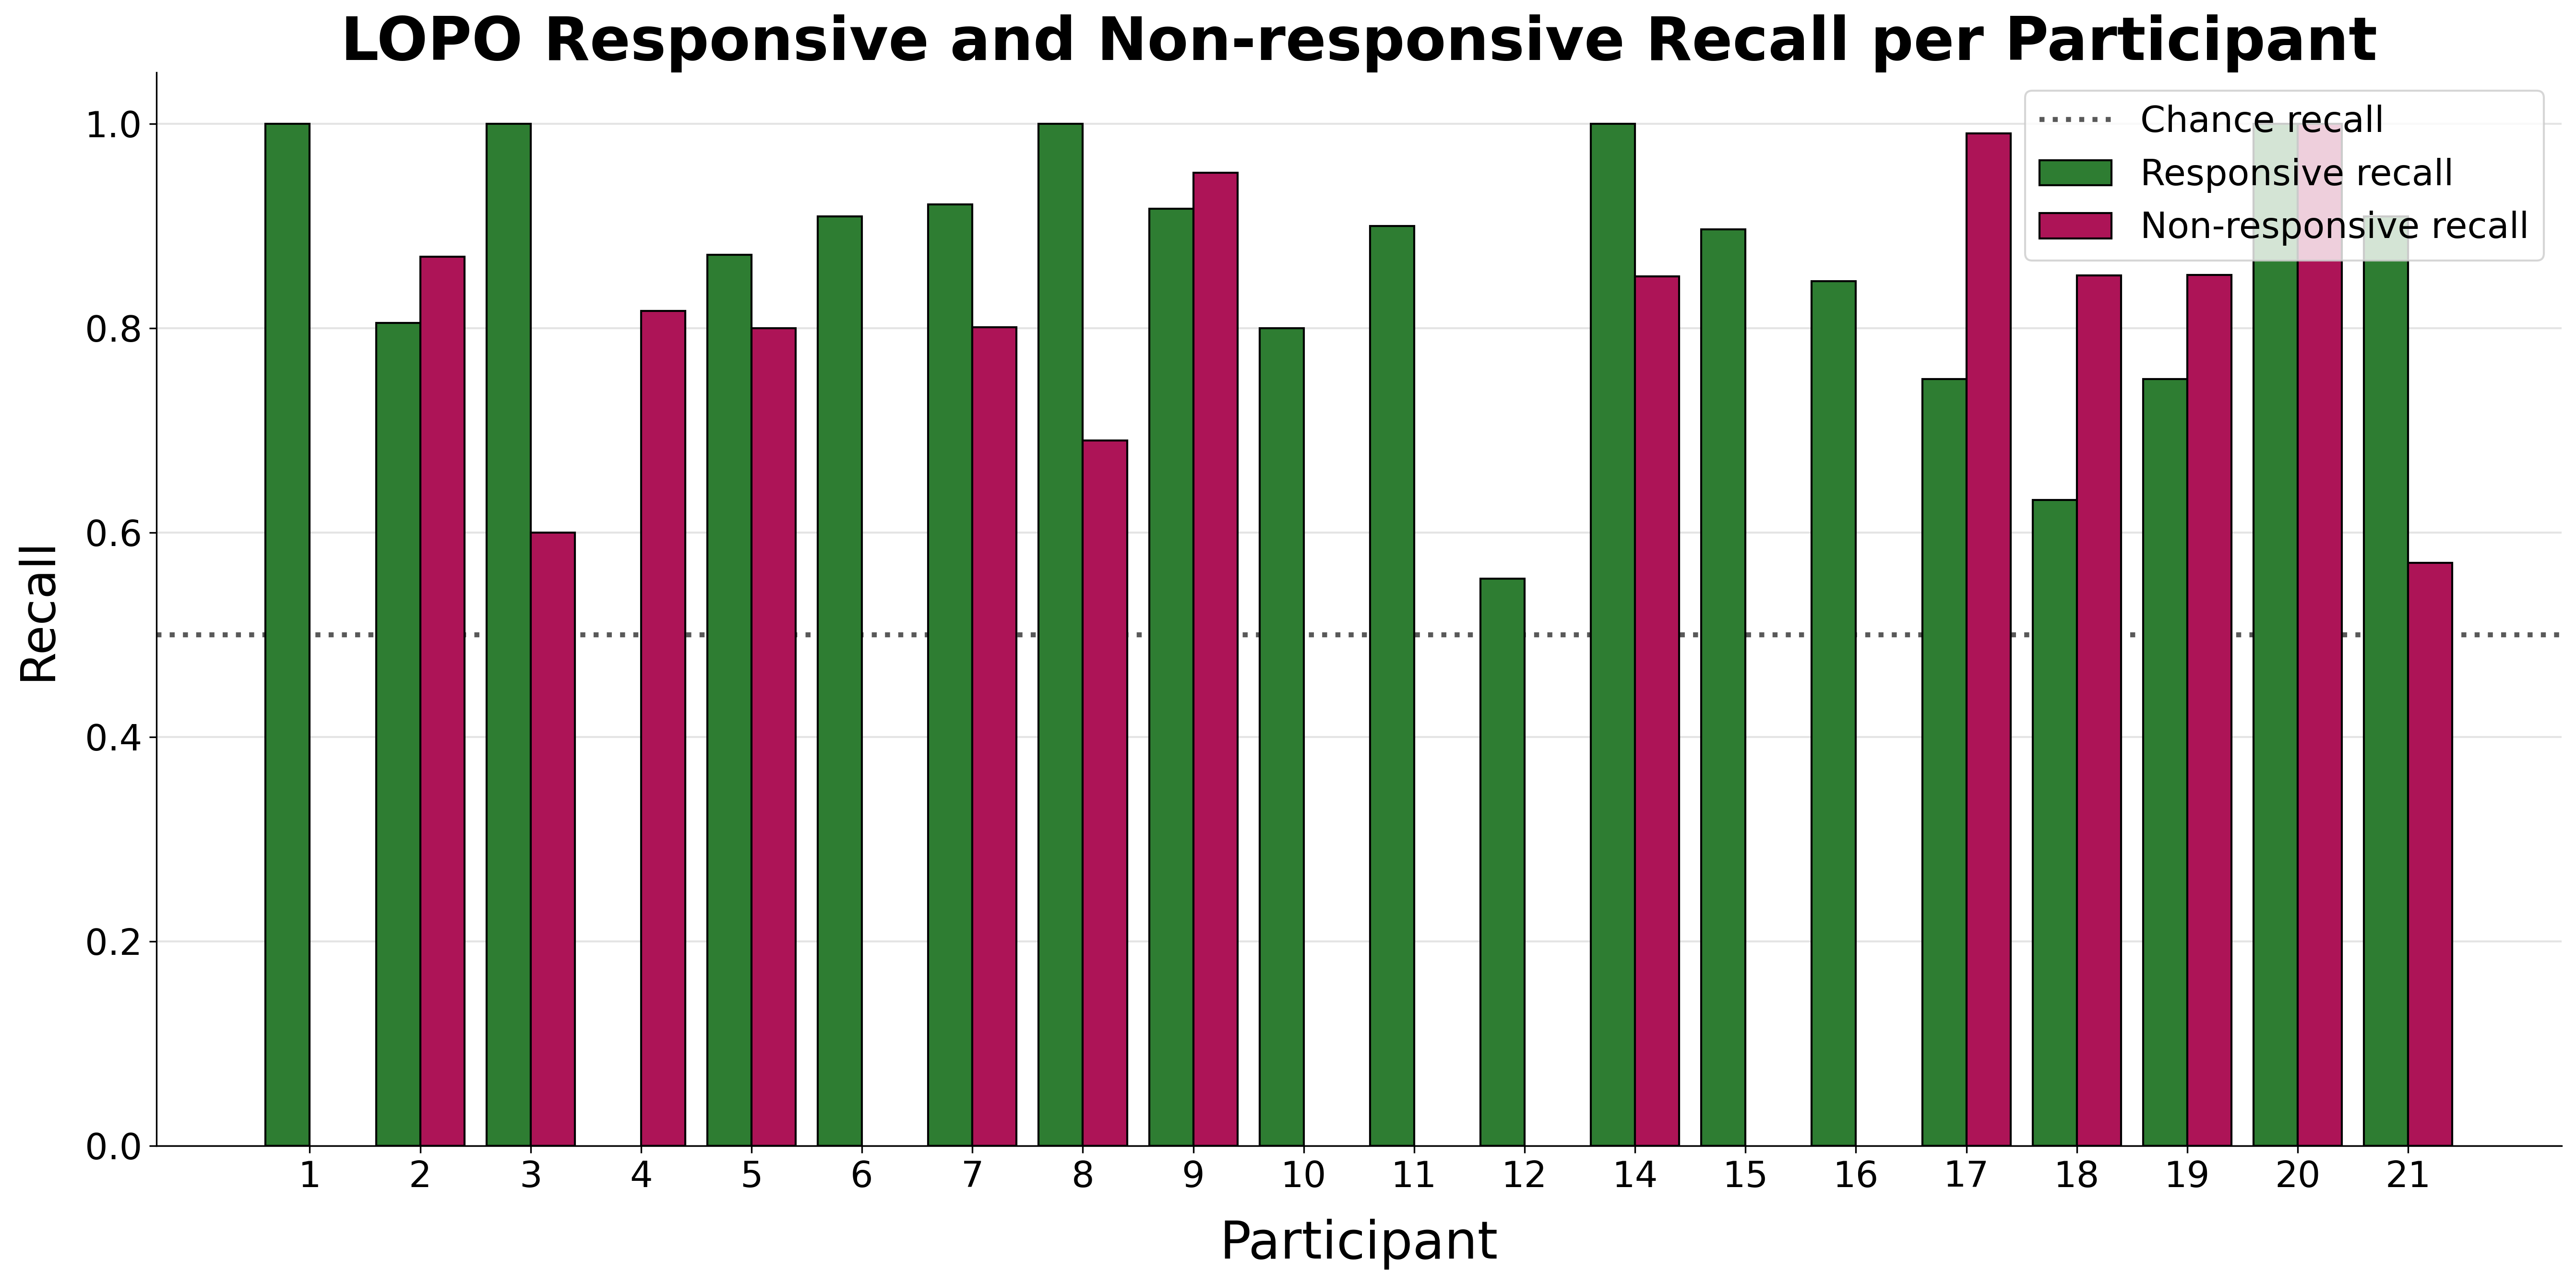 LOPO Responsive and Non-responsive Recall per Participant
Chance recall
Responsive recall
Non-responsive recall
Recall
1.0
0.8
0.6
0.4
0.2
0.0
1 2 3 4 5 6 7 8 9 10 11 12 14 15 16 17 18 19 20 21
Participant